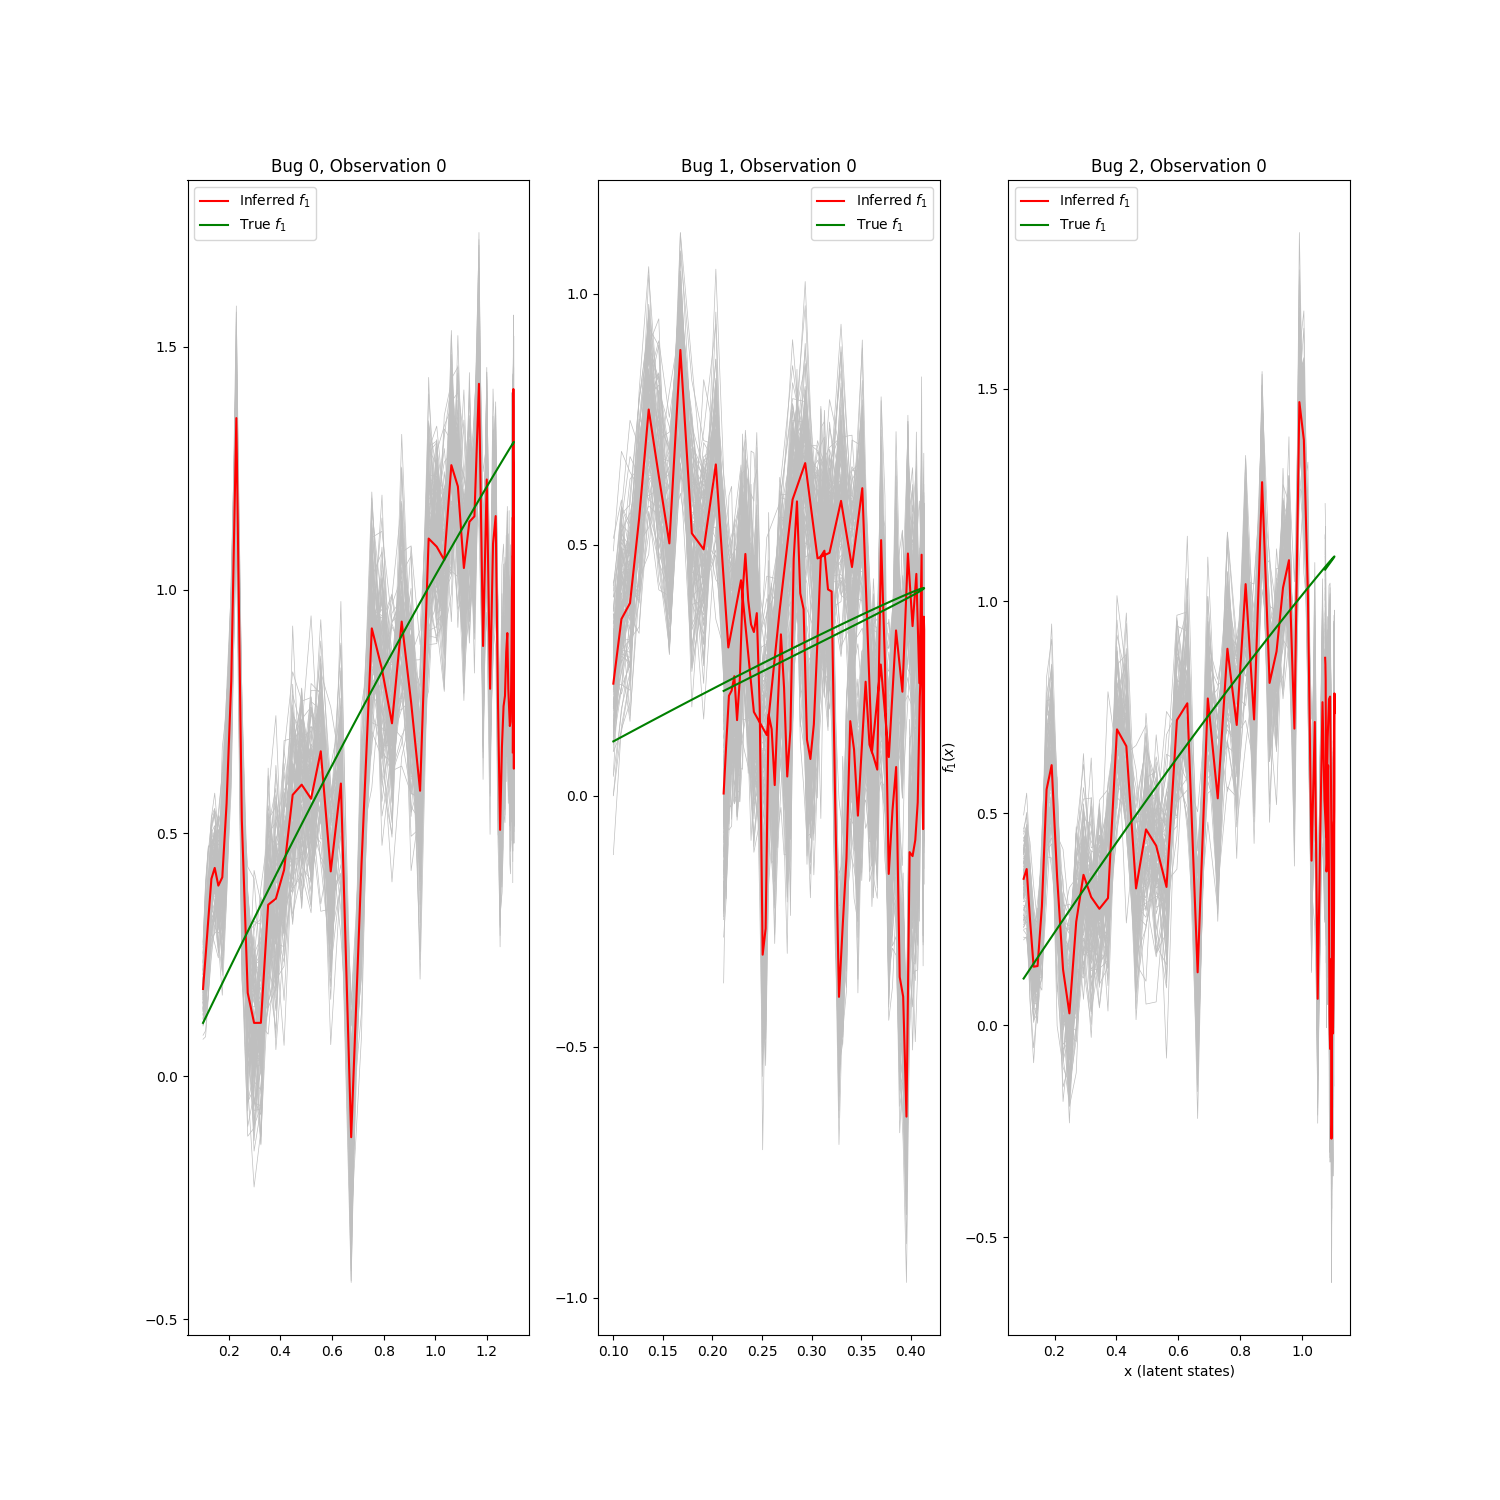 Bug 0, Observation 0
Inferred f₁
True f₁
1.5
1.0
0.5
0.0
−0.5
0.2 0.4 0.6 0.8 1.0 1.2
Bug 1, Observation 0
Inferred f₁
True f₁
1.0
0.5
0.0
−0.5
−1.0
0.10 0.15 0.20 0.25 0.30 0.35 0.40
Bug 2, Observation 0
Inferred f₁
True f₁
f₁(x)
1.5
1.0
0.5
0.0
−0.5
0.2 0.4 0.6 0.8 1.0
x (latent states)